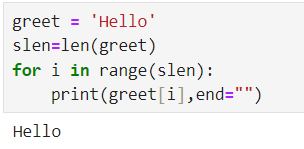 greet = 'Hello'
slen=len(greet)
for i in range(slen):
    print(greet[i],end="")
Hello